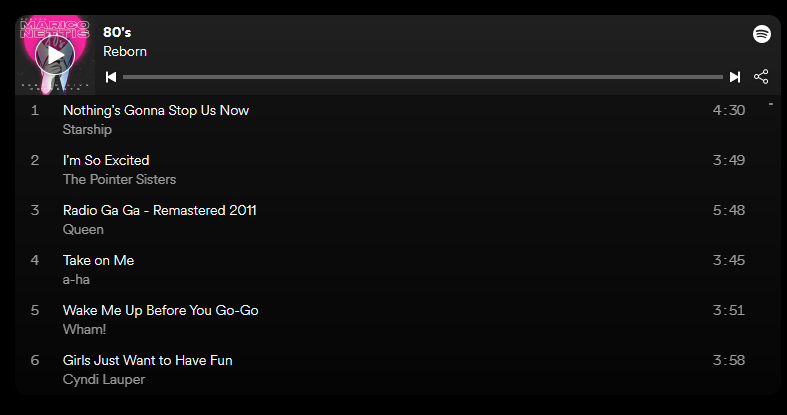 MARICO
NETTIS
80's
Reborn
1 Nothing's Gonna Stop Us Now 4:30
Starship
2 I'm So Excited 3:49
The Pointer Sisters
3 Radio Ga Ga - Remastered 2011 5:48
Queen
4 Take on Me 3:45
a-ha
5 Wake Me Up Before You Go-Go 3:51
Wham!
6 Girls Just Want to Have Fun 3:58
Cyndi Lauper